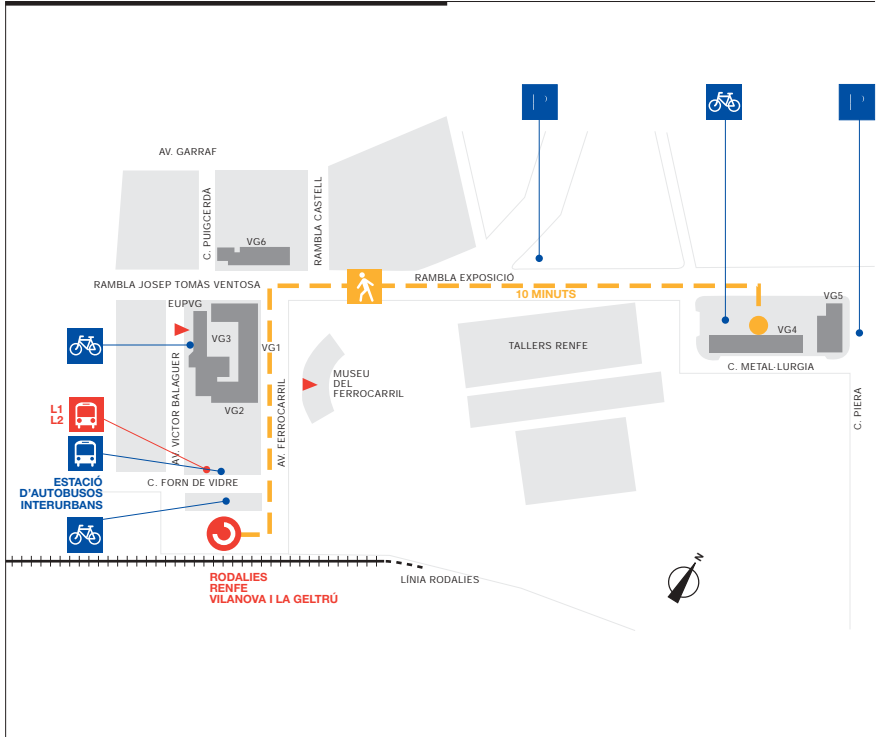 AV. GARRAF
C. PUIGCERDÀ
RAMBLA CASTELL
VG6
RAMBLA JOSEP TOMÀS VENTOSA
RAMBLA EXPOSICIÓ
10 MINUTS
EUPVG
VG3
VG1
VG2
VG5
VG4
TALLERS RENFE
C. METAL·LURGIA
MUSEU
DEL
FERROCARRIL
AV. VICTOR BALAGUER
AV. FERROCARRIL
C. PIERA
L1
L2
ESTACIÓ
D'AUTOBUSOS
INTERURBANS
C. FORN DE VIDRE
RODALIES
RENFE
VILANOVA I LA GELTRÚ
LÍNIA RODALIES
N
P
P